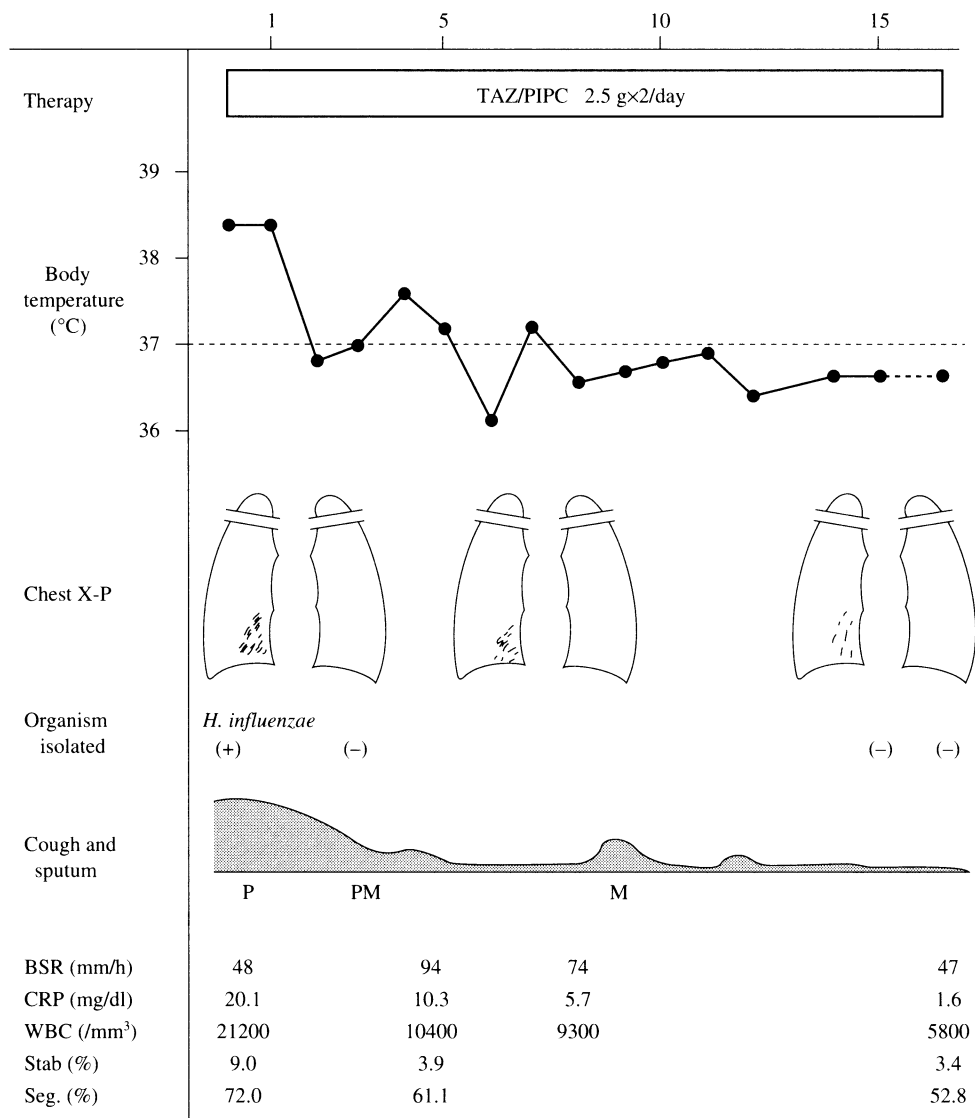 1 5 10 15
Therapy
TAZ/PIPC 2.5 g×2/day
39
38
Body
temperature
(°C)
37
36
Chest X-P
Organism
isolated
H. influenzae
(+) (–) (–) (–)
Cough and
sputum
P PM M
BSR (mm/h) 48 94 74 47
CRP (mg/dl) 20.1 10.3 5.7 1.6
WBC (/mm³) 21200 10400 9300 5800
Stab (%) 9.0 3.9 3.4
Seg. (%) 72.0 61.1 52.8